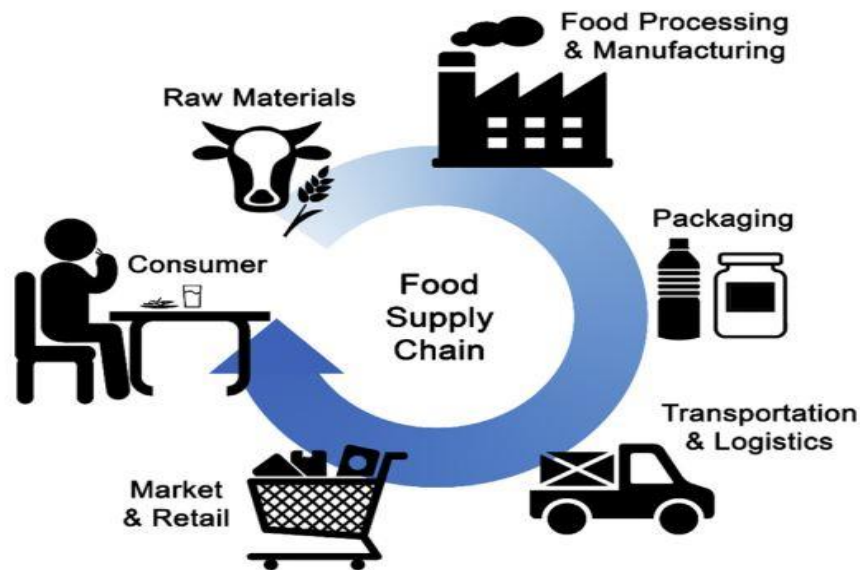 Food Processing
& Manufacturing
Raw Materials
Packaging
Consumer
Food
Supply
Chain
Transportation
& Logistics
Market
& Retail